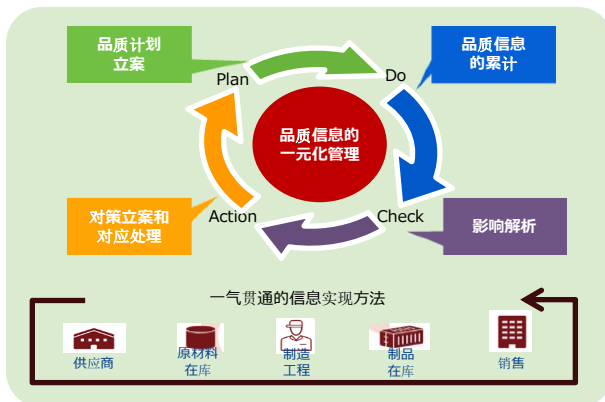 品质计划
立案
品质信息
的累计
Plan
Do
品质信息的
一元化管理
对策立案和
对应处理
Action
Check
影响解析
一气贯通的信息实现方法
供应商
原材料
在库
制造
工程
制品
在库
销售